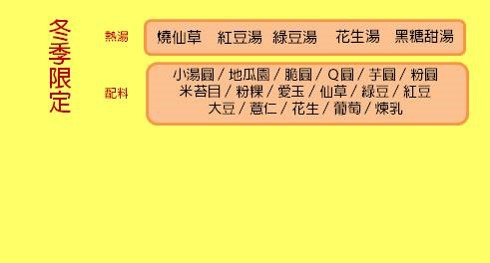 冬季限定
熱湯
燒仙草 紅豆湯 綠豆湯 花生湯 黑糖甜湯
配料
小湯圓 / 地瓜園 / 脆圓 / Q圓 / 芋圓 / 粉圓
米苔目 / 粉粿 / 愛玉 / 仙草 / 綠豆 / 紅豆
大豆 / 薏仁 / 花生 / 葡萄 / 煉乳